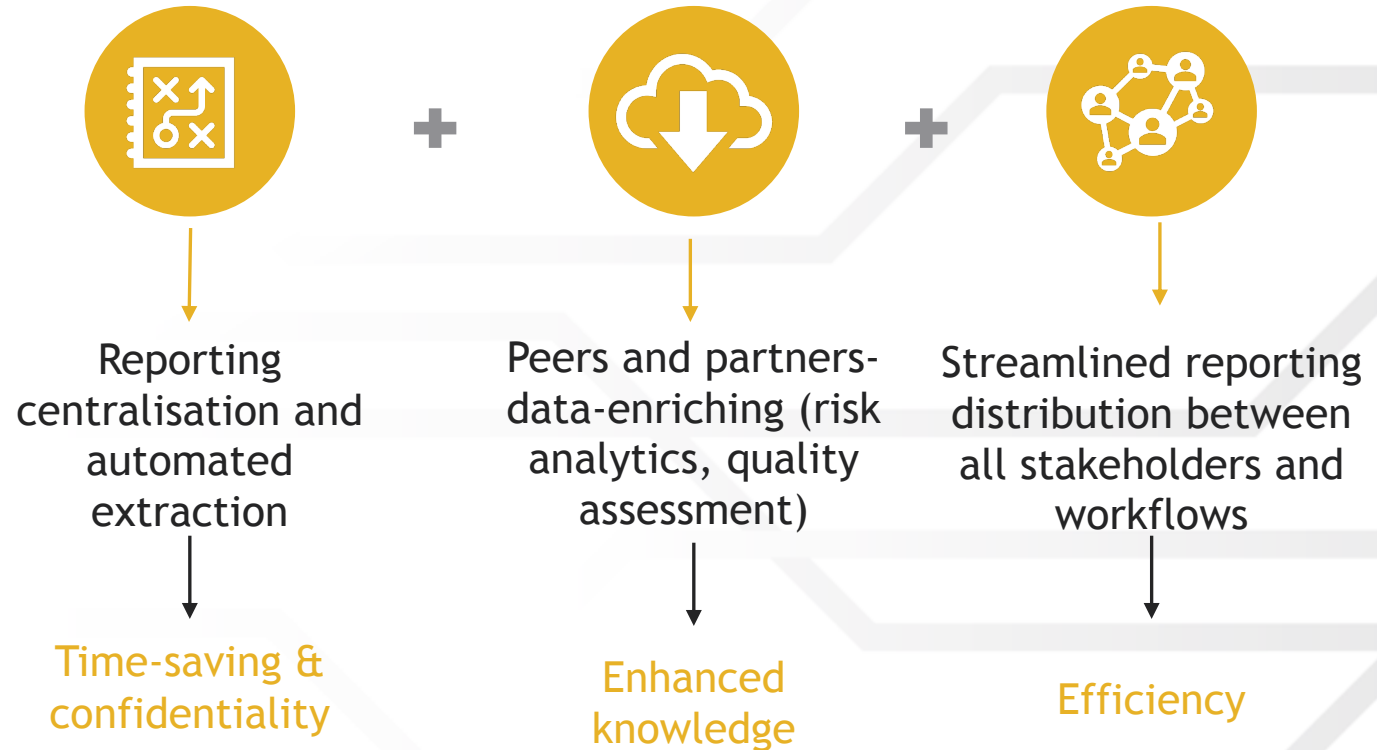 Reporting
centralisation and
automated
extraction
Time-saving &
confidentiality
Peers and partners-
data-enriching (risk
analytics, quality
assessment)
Enhanced
knowledge
Streamlined reporting
distribution between
all stakeholders and
workflows
Efficiency